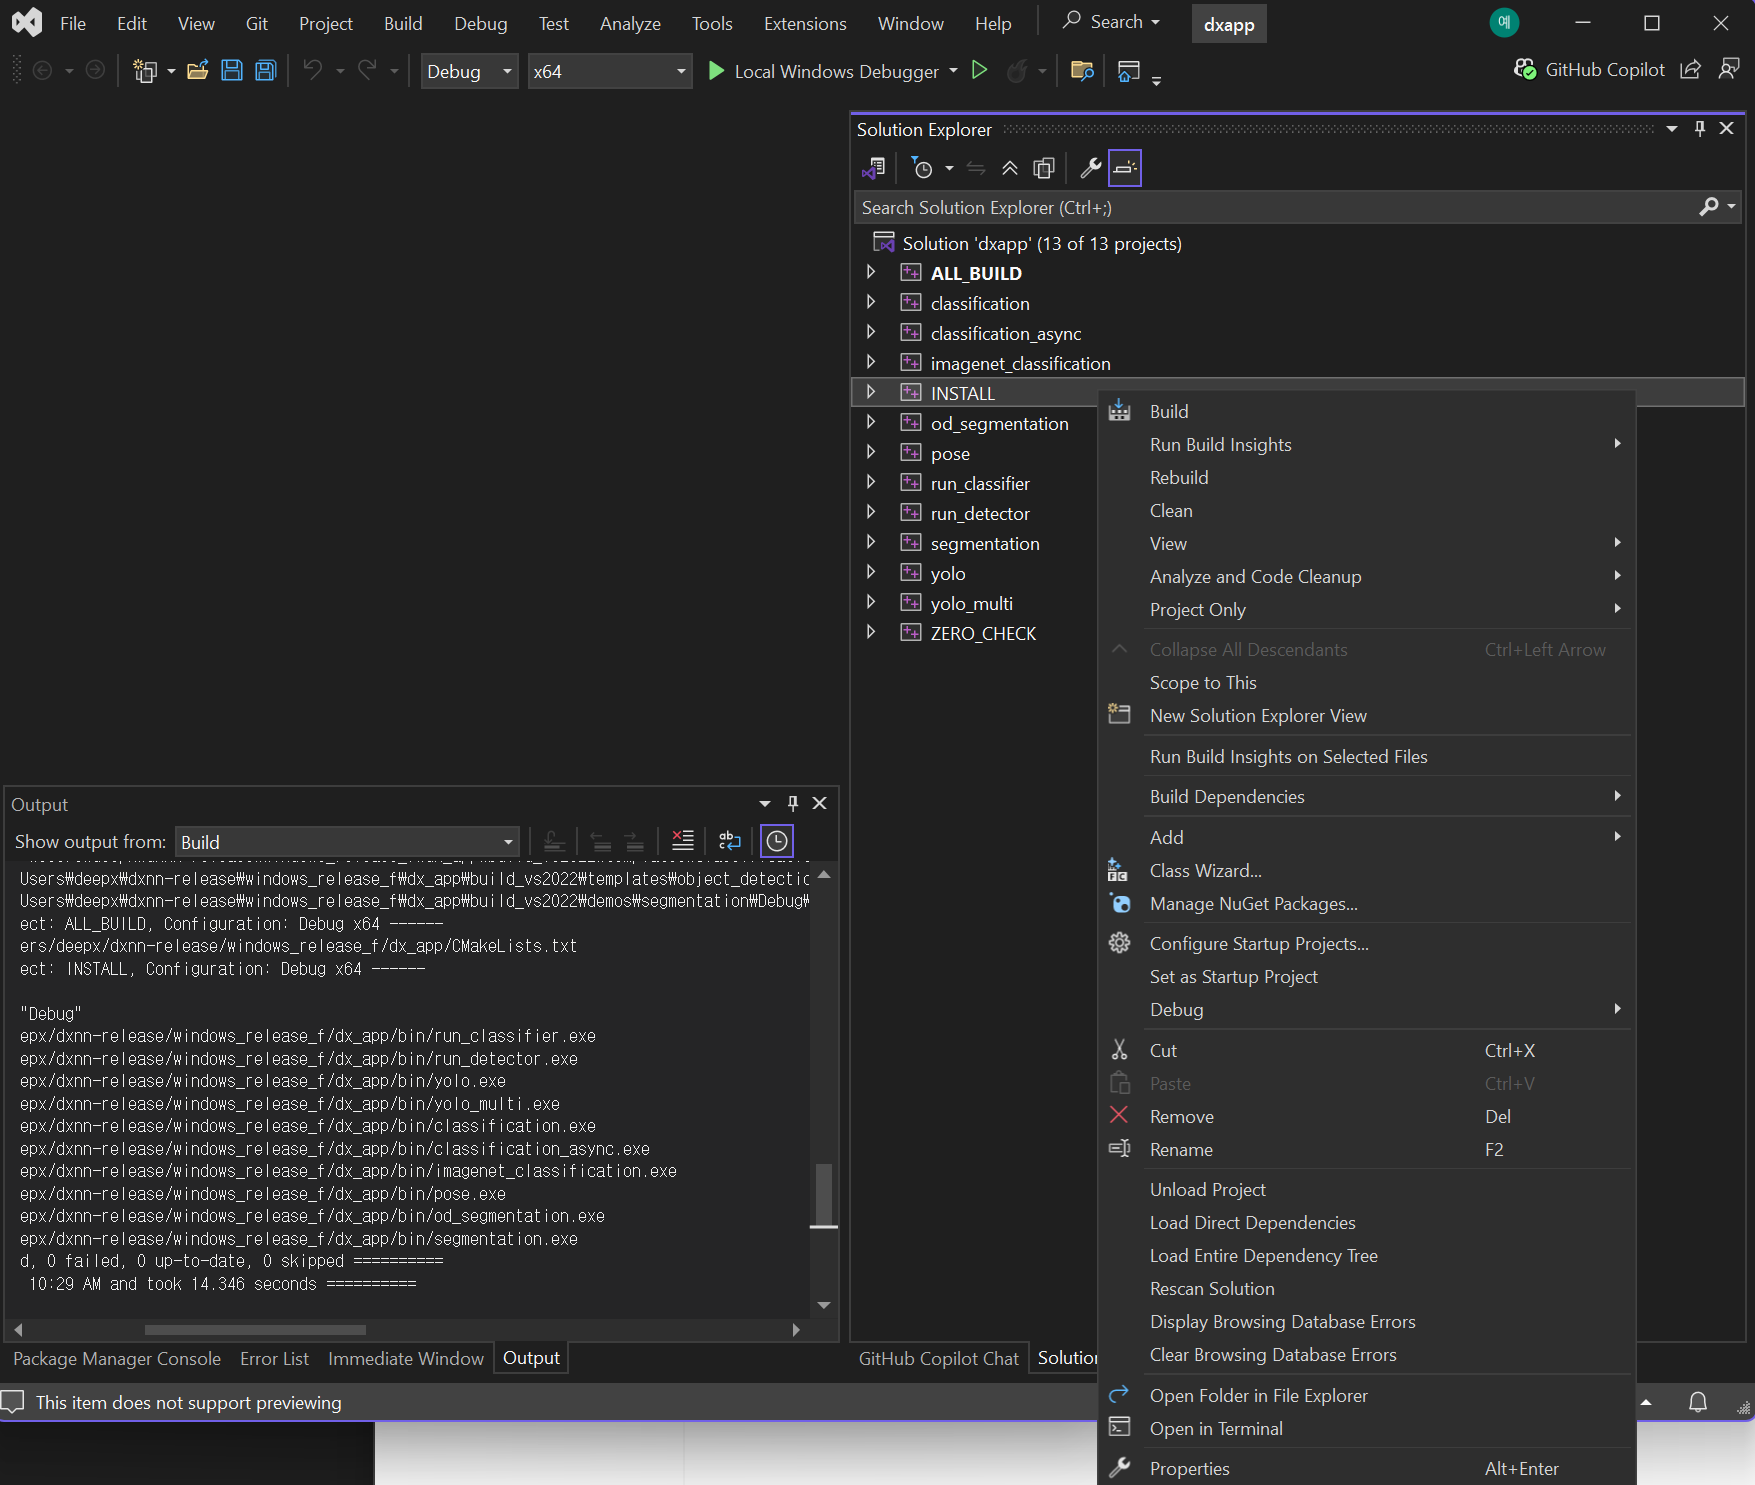 File Edit View Git Project Build Debug Test Analyze Tools Extensions Window Help Search dxapp 예
Debug x64 Local Windows Debugger GitHub Copilot
Solution Explorer
Search Solution Explorer (Ctrl+;)
Solution 'dxapp' (13 of 13 projects)
ALL_BUILD
classification
classification_async
imagenet_classification
INSTALL
od_segmentation
pose
run_classifier
run_detector
segmentation
yolo
yolo_multi
ZERO_CHECK
Build
Run Build Insights
Rebuild
Clean
View
Analyze and Code Cleanup
Project Only
Collapse All Descendants Ctrl+Left Arrow
Scope to This
New Solution Explorer View
Run Build Insights on Selected Files
Build Dependencies
Add
Class Wizard...
Manage NuGet Packages...
Configure Startup Projects...
Set as Startup Project
Debug
Cut Ctrl+X
Paste Ctrl+V
Remove Del
Rename F2
Unload Project
Load Direct Dependencies
Load Entire Dependency Tree
Rescan Solution
Display Browsing Database Errors
Clear Browsing Database Errors
Open Folder in File Explorer
Open in Terminal
Properties Alt+Enter
Output
Show output from: Build
Users₩deepx₩dxnn-release₩windows_release_f₩dx_app₩build_vs2022₩templates₩object_detectio
Users₩deepx₩dxnn-release₩windows_release_f₩dx_app₩build_vs2022₩demos₩segmentation₩Debug₩
ect: ALL_BUILD, Configuration: Debug x64 ------
ers/deepx/dxnn-release/windows_release_f/dx_app/CMakeLists.txt
ect: INSTALL, Configuration: Debug x64 ------
"Debug"
epx/dxnn-release/windows_release_f/dx_app/bin/run_classifier.exe
epx/dxnn-release/windows_release_f/dx_app/bin/run_detector.exe
epx/dxnn-release/windows_release_f/dx_app/bin/yolo.exe
epx/dxnn-release/windows_release_f/dx_app/bin/yolo_multi.exe
epx/dxnn-release/windows_release_f/dx_app/bin/classification.exe
epx/dxnn-release/windows_release_f/dx_app/bin/classification_async.exe
epx/dxnn-release/windows_release_f/dx_app/bin/imagenet_classification.exe
epx/dxnn-release/windows_release_f/dx_app/bin/pose.exe
epx/dxnn-release/windows_release_f/dx_app/bin/od_segmentation.exe
epx/dxnn-release/windows_release_f/dx_app/bin/segmentation.exe
d, 0 failed, 0 up-to-date, 0 skipped ==========
10:29 AM and took 14.346 seconds ==========
Package Manager Console Error List Immediate Window Output
GitHub Copilot Chat Solution
This item does not support previewing